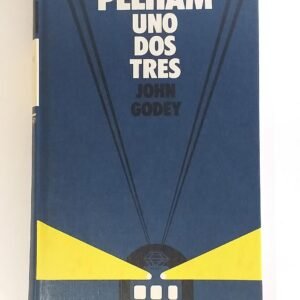 PELHAM
UNO
DOS
TRES
JOHN
GODEY